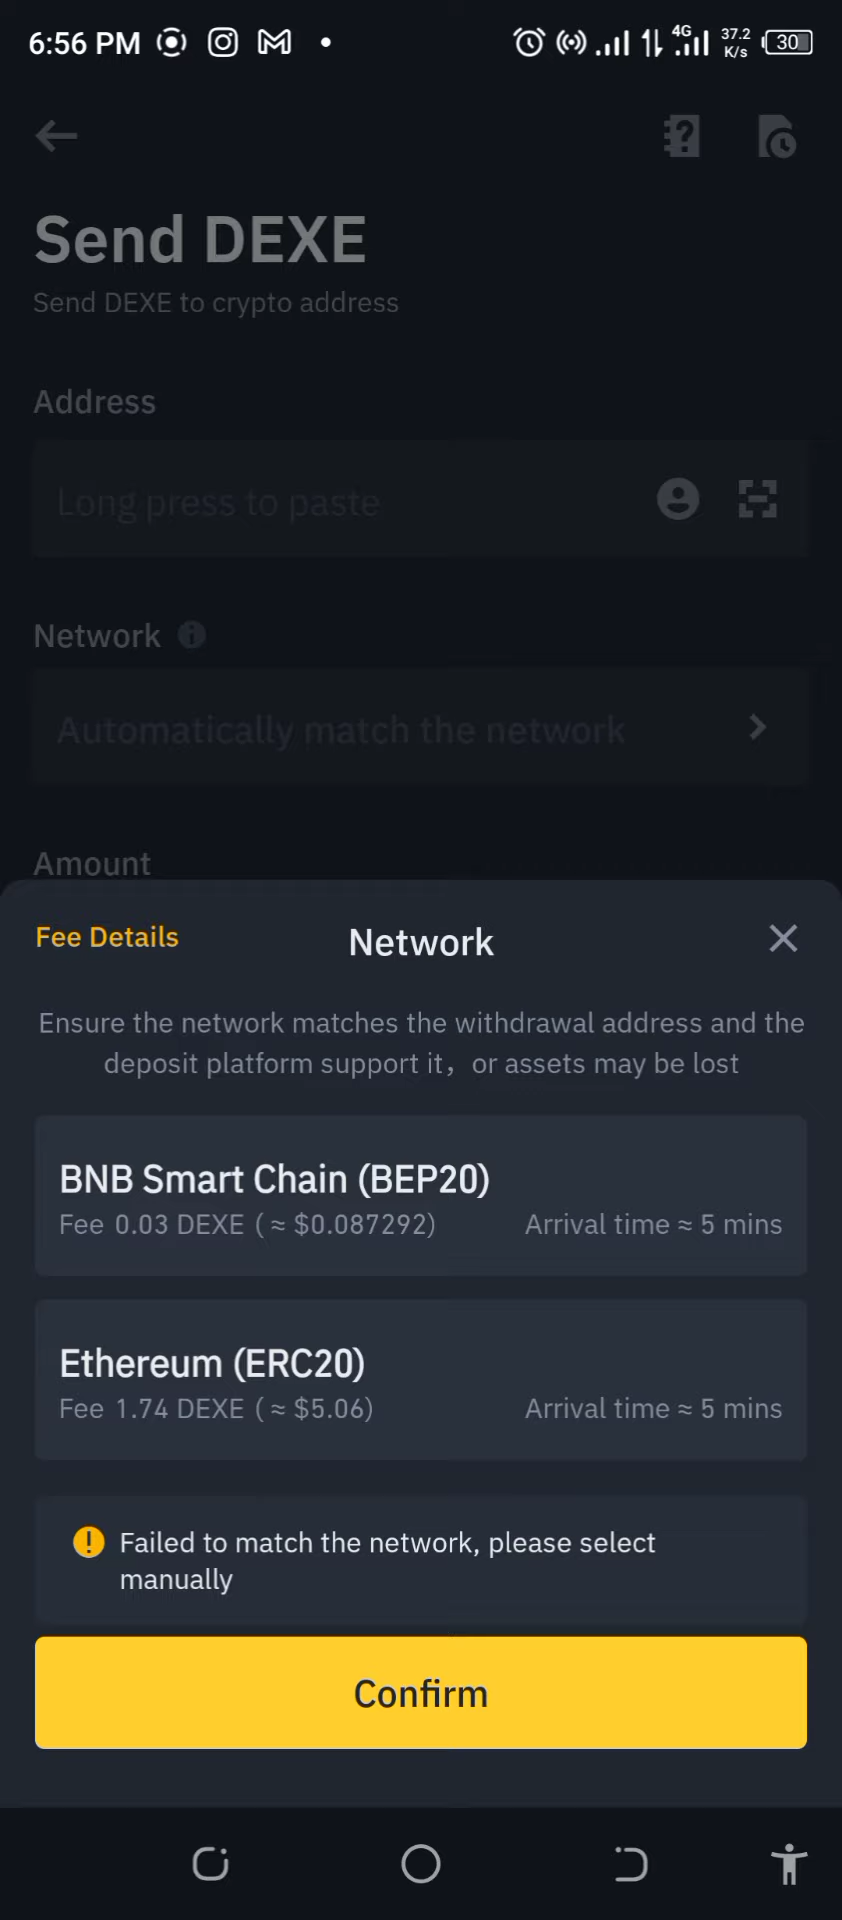 6:56 PM
4G
37.2
K/s
30
Send DEXE
Send DEXE to crypto address
Address
Long press to paste
Network
Automatically match the network
Amount
Fee Details
Network
Ensure the network matches the withdrawal address and the
deposit platform support it，or assets may be lost
BNB Smart Chain (BEP20)
Fee 0.03 DEXE (≈ $0.087292)
Arrival time ≈ 5 mins
Ethereum (ERC20)
Fee 1.74 DEXE (≈ $5.06)
Arrival time ≈ 5 mins
Failed to match the network, please select
manually
Confirm